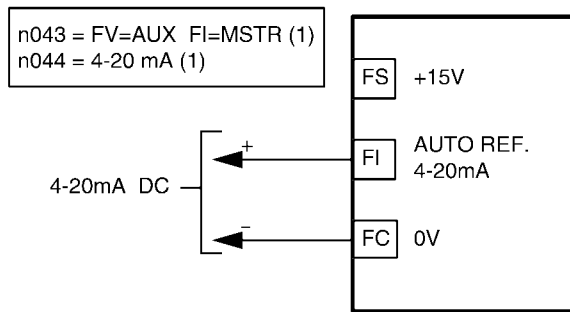 n043 = FV=AUX FI=MSTR (1)
n044 = 4-20 mA (1)
FS +15V
+
FI AUTO REF.
4-20mA
4-20mA DC
−
FC 0V